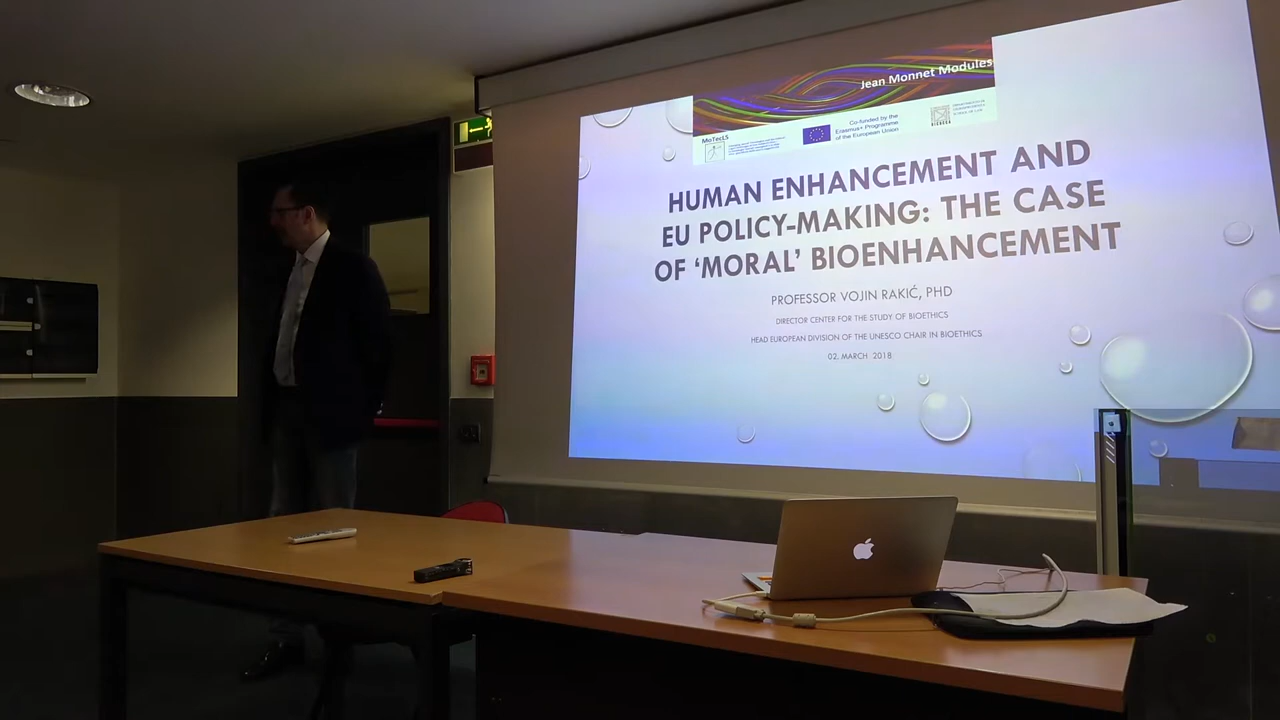 Jean Monnet Modules
MoTecLS
Co-funded by the
Erasmus+ Programme
of the European Union
HUMAN ENHANCEMENT AND
EU POLICY-MAKING: THE CASE
OF ‘MORAL’ BIOENHANCEMENT
PROFESSOR VOJIN RAKIĆ, PHD
DIRECTOR CENTER FOR THE STUDY OF BIOETHICS
HEAD EUROPEAN DIVISION OF THE UNESCO CHAIR IN BIOETHICS
02. MARCH 2018